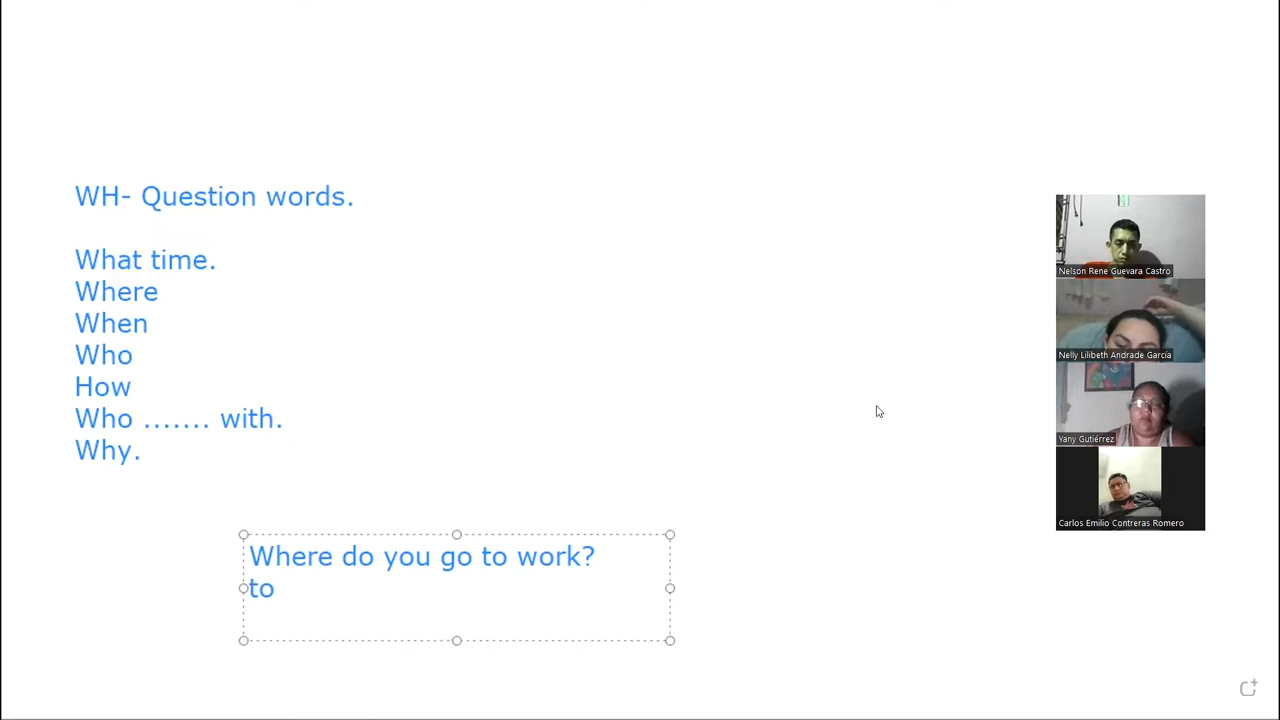 WH- Question words.
What time.
Where
When
Who
How
Who ....... with.
Why.
Where do you go to work?
to
Nelson Rene Guevara Castro
Nelly Lilibeth Andrade García
Yany Gutiérrez
Carlos Emilio Contreras Romero